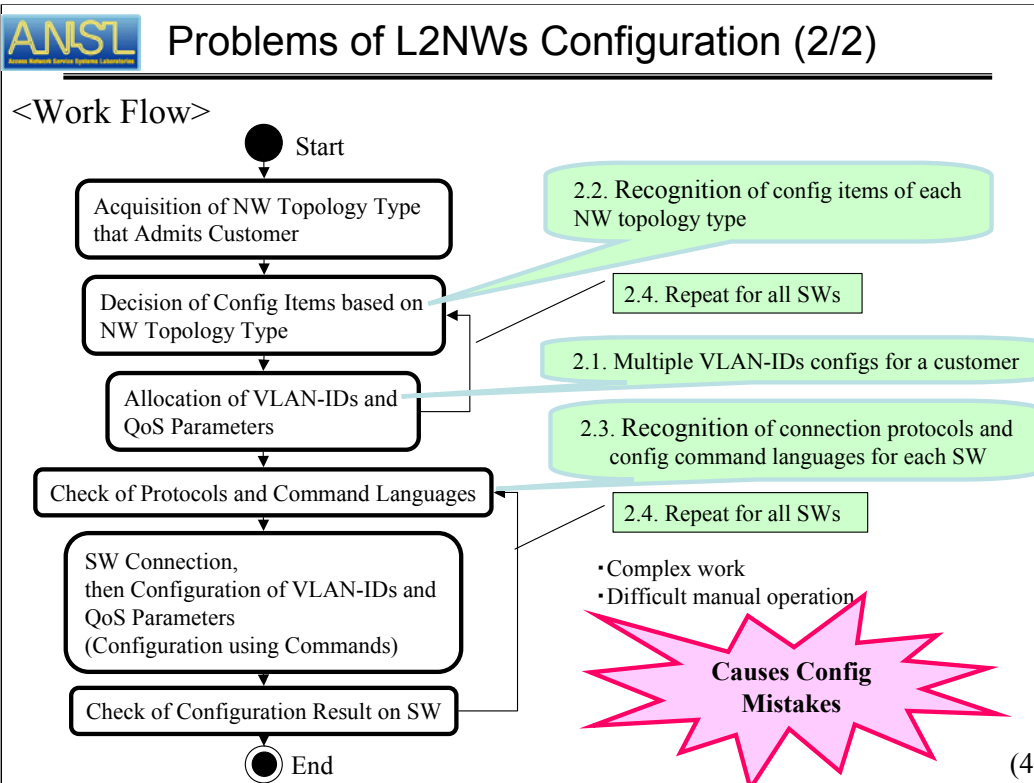 ANSL
Access Network Service Systems Laboratories
Problems of L2NWs Configuration (2/2)
<Work Flow>
Start
Acquisition of NW Topology Type
that Admits Customer
2.2. Recognition of config items of each
NW topology type
Decision of Config Items based on
NW Topology Type
2.4. Repeat for all SWs
2.1. Multiple VLAN-IDs configs for a customer
Allocation of VLAN-IDs and
QoS Parameters
2.3. Recognition of connection protocols and
config command languages for each SW
Check of Protocols and Command Languages
2.4. Repeat for all SWs
SW Connection,
then Configuration of VLAN-IDs and
QoS Parameters
(Configuration using Commands)
・Complex work
・Difficult manual operation
Causes Config
Mistakes
Check of Configuration Result on SW
End
(4